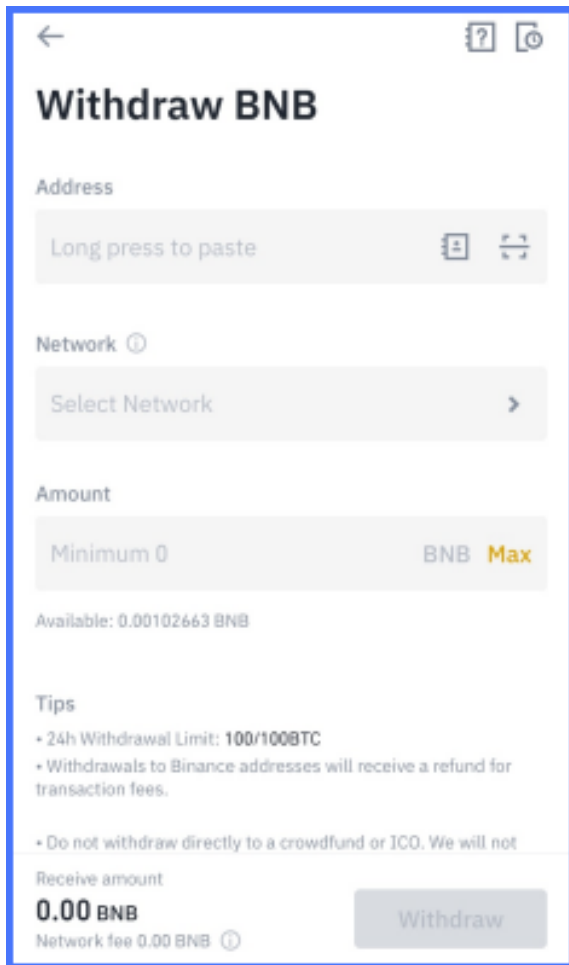 Withdraw BNB
Address
Long press to paste
Network
Select Network
Amount
Minimum 0 BNB Max
Available: 0.00102663 BNB
Tips
• 24h Withdrawal Limit: 100/100BTC
• Withdrawals to Binance addresses will receive a refund for
transaction fees.
• Do not withdraw directly to a crowdfund or ICO. We will not
Receive amount
0.00 BNB
Withdraw
Network fee 0.00 BNB